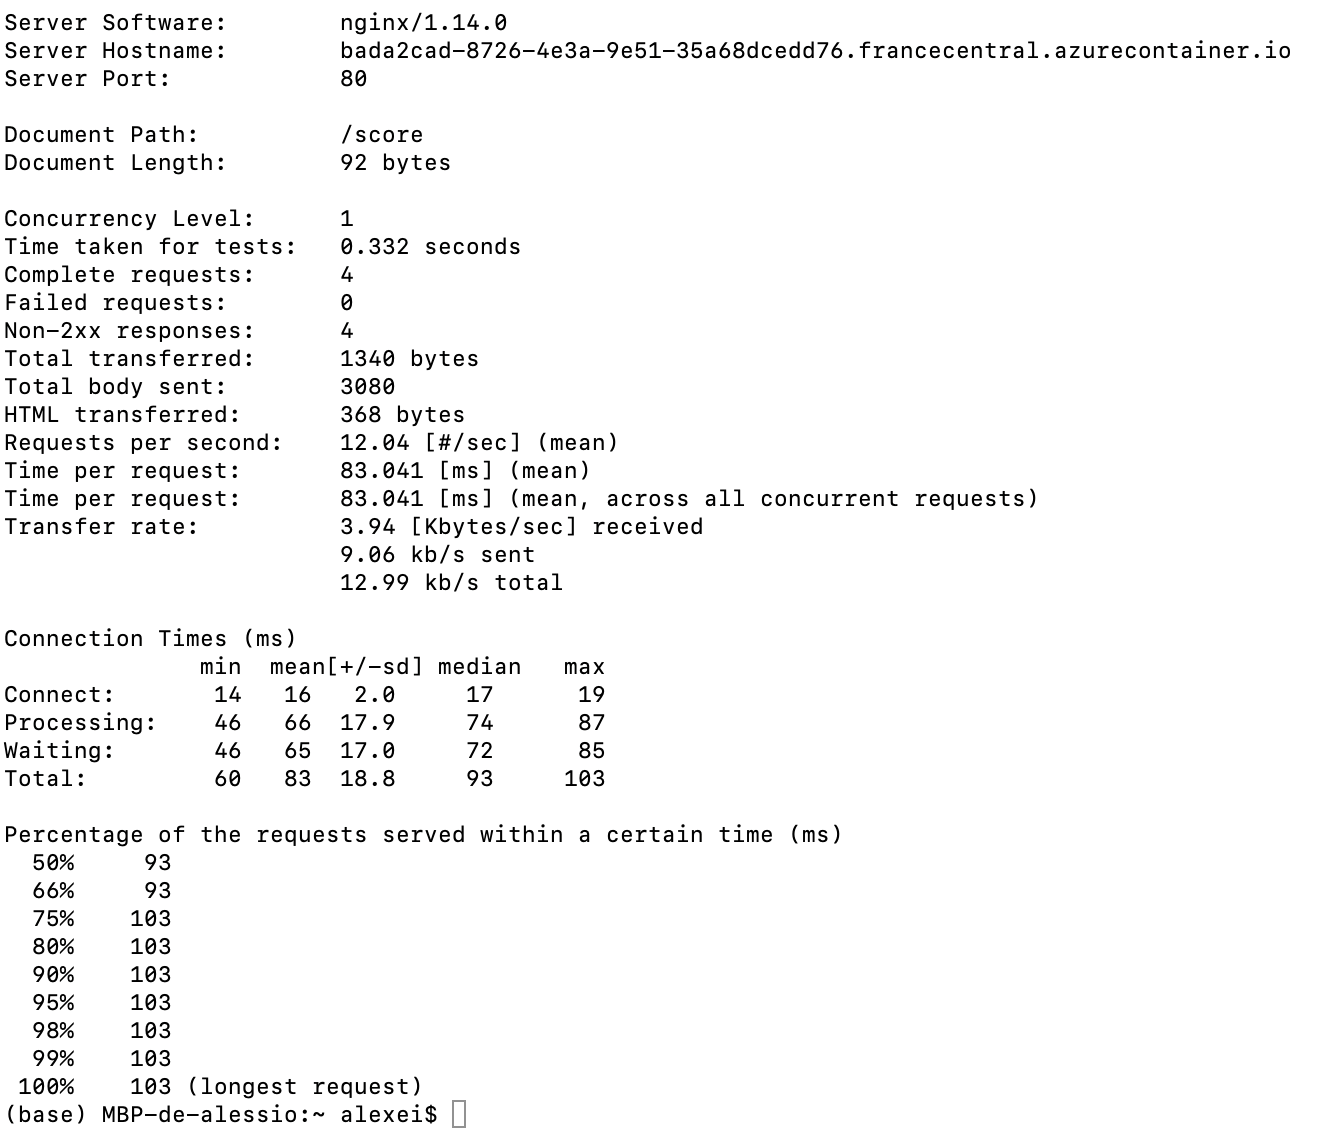 Server Software:        nginx/1.14.0
Server Hostname:        bada2cad-8726-4e3a-9e51-35a68dcedd76.francecentral.azurecontainer.io
Server Port:            80

Document Path:          /score
Document Length:        92 bytes

Concurrency Level:      1
Time taken for tests:   0.332 seconds
Complete requests:      4
Failed requests:        0
Non-2xx responses:      4
Total transferred:      1340 bytes
Total body sent:        3080
HTML transferred:       368 bytes
Requests per second:    12.04 [#/sec] (mean)
Time per request:       83.041 [ms] (mean)
Time per request:       83.041 [ms] (mean, across all concurrent requests)
Transfer rate:          3.94 [Kbytes/sec] received
                        9.06 kb/s sent
                        12.99 kb/s total

Connection Times (ms)
              min  mean[+/-sd] median   max
Connect:       14   16   2.0     17      19
Processing:    46   66  17.9     74      87
Waiting:       46   65  17.0     72      85
Total:         60   83  18.8     93     103

Percentage of the requests served within a certain time (ms)
  50%     93
  66%     93
  75%    103
  80%    103
  90%    103
  95%    103
  98%    103
  99%    103
 100%    103 (longest request)
(base) MBP-de-alessio:~ alexei$